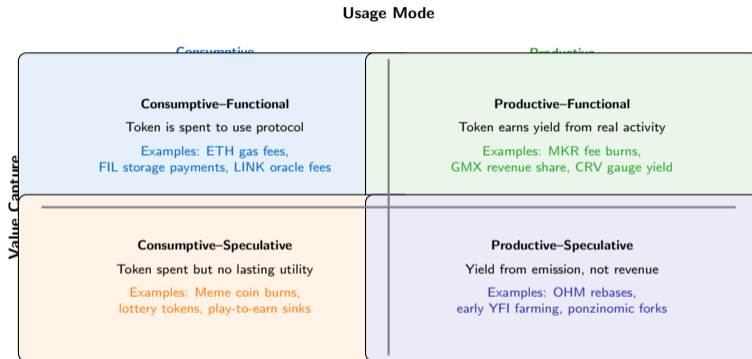 Usage Mode
Consumptive
Productive
Value Capture
Consumptive–Functional
Token is spent to use protocol
Examples: ETH gas fees,
FIL storage payments, LINK oracle fees
Productive–Functional
Token earns yield from real activity
Examples: MKR fee burns,
GMX revenue share, CRV gauge yield
Consumptive–Speculative
Token spent but no lasting utility
Examples: Meme coin burns,
lottery tokens, play-to-earn sinks
Productive–Speculative
Yield from emission, not revenue
Examples: OHM rebases,
early YFI farming, ponzinomic forks